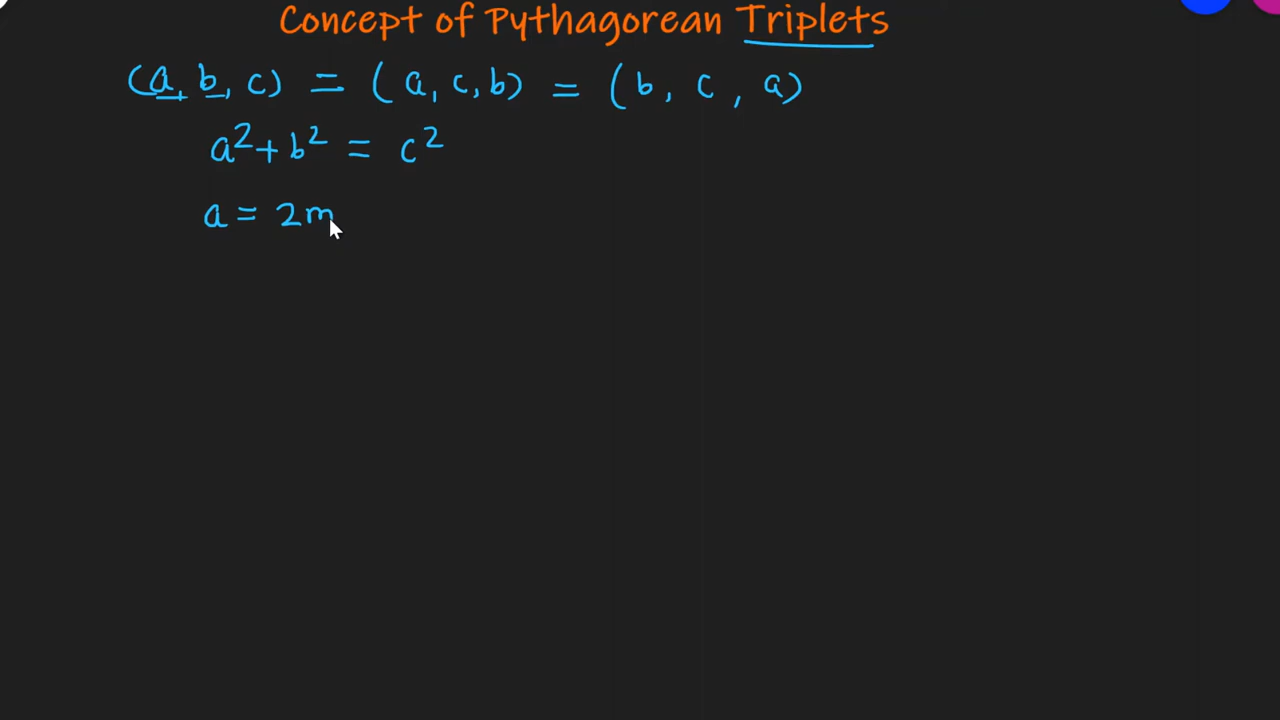 Concept of Pythagorean Triplets
(a, b, c) = (a, c, b) = (b, c, a)
a² + b² = c²
a = 2m